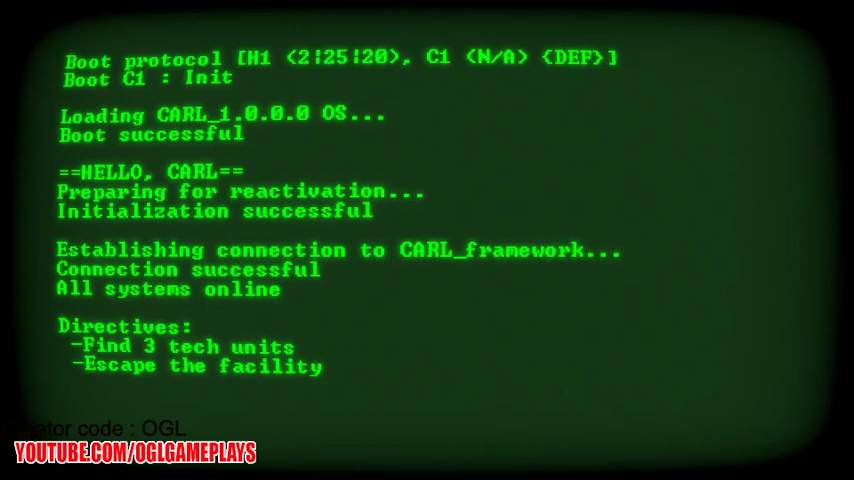 Boot protocol [H1 (2|25|20), C1 (N/A) {DEF}]
Boot C1 : Init
Loading CARL_1.0.0.0 OS...
Boot successful
==HELLO, CARL==
Preparing for reactivation...
Initialization successful
Establishing connection to CARL_framework...
Connection successful
All systems online
Directives:
-Find 3 tech units
-Escape the facility
ator code : OGL
YOUTUBE.COM/OGLGAMEPLAYS